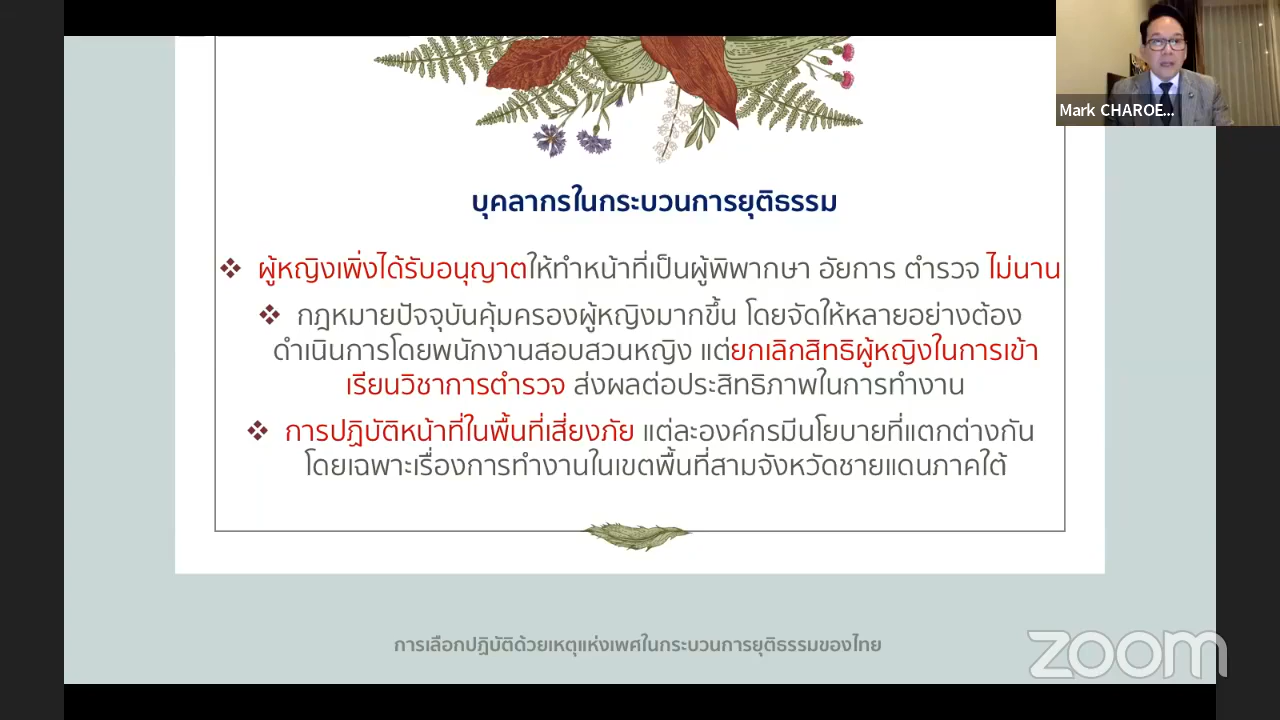 Mark CHAROE...
บุคลากรในกระบวนการยุติธรรม
❖ ผู้หญิงเพิ่งได้รับอนุญาตให้ทำหน้าที่เป็นผู้พิพากษา อัยการ ตำรวจ ไม่นาน
❖ กฎหมายปัจจุบันคุ้มครองผู้หญิงมากขึ้น โดยจัดให้หลายอย่างต้อง
ดำเนินการโดยพนักงานสอบสวนหญิง แต่ยกเลิกสิทธิผู้หญิงในการเข้า
เรียนวิชาการตำรวจ ส่งผลต่อประสิทธิภาพในการทำงาน
❖ การปฏิบัติหน้าที่ในพื้นที่เสี่ยงภัย แต่ละองค์กรมีนโยบายที่แตกต่างกัน
โดยเฉพาะเรื่องการทำงานในเขตพื้นที่สามจังหวัดชายแดนภาคใต้
การเลือกปฏิบัติด้วยเหตุแห่งเพศในกระบวนการยุติธรรมของไทย
zoom